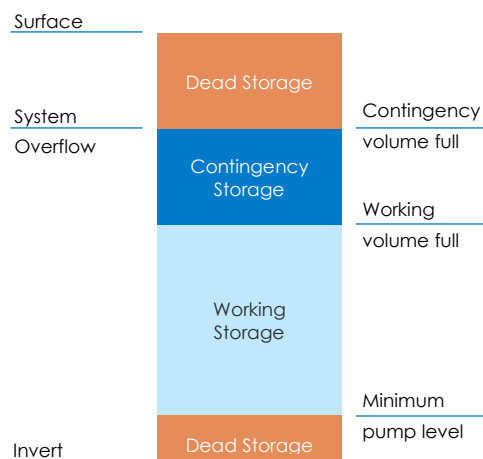 Surface
Dead Storage
System
Overflow
Contingency
volume full
Contingency
Storage
Working
volume full
Working
Storage
Minimum
pump level
Invert
Dead Storage